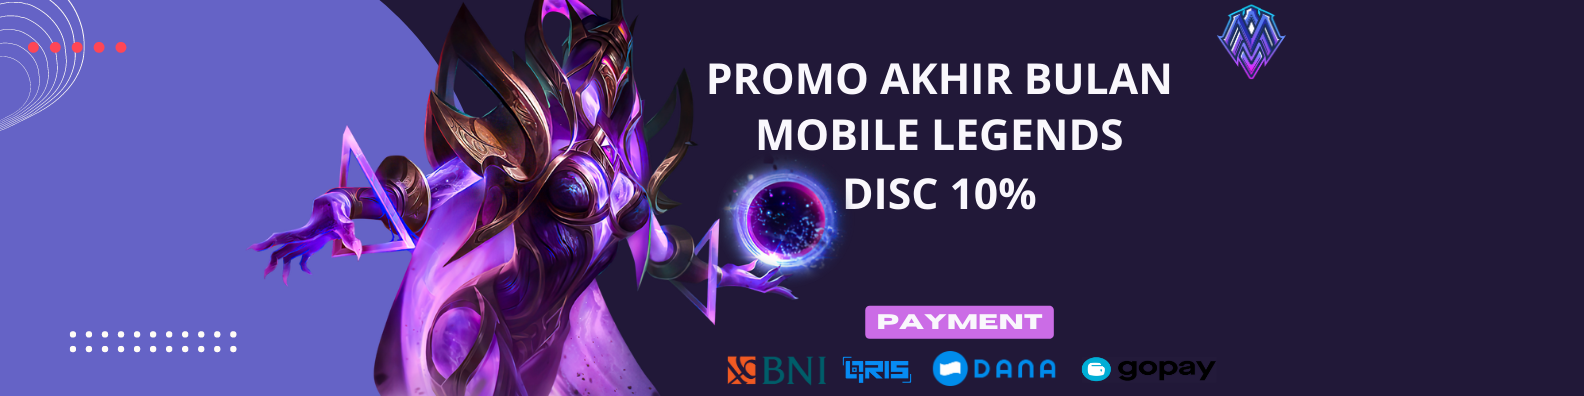 PROMO AKHIR BULAN
MOBILE LEGENDS
DISC 10%
PAYMENT
BNI QRIS DANA gopay